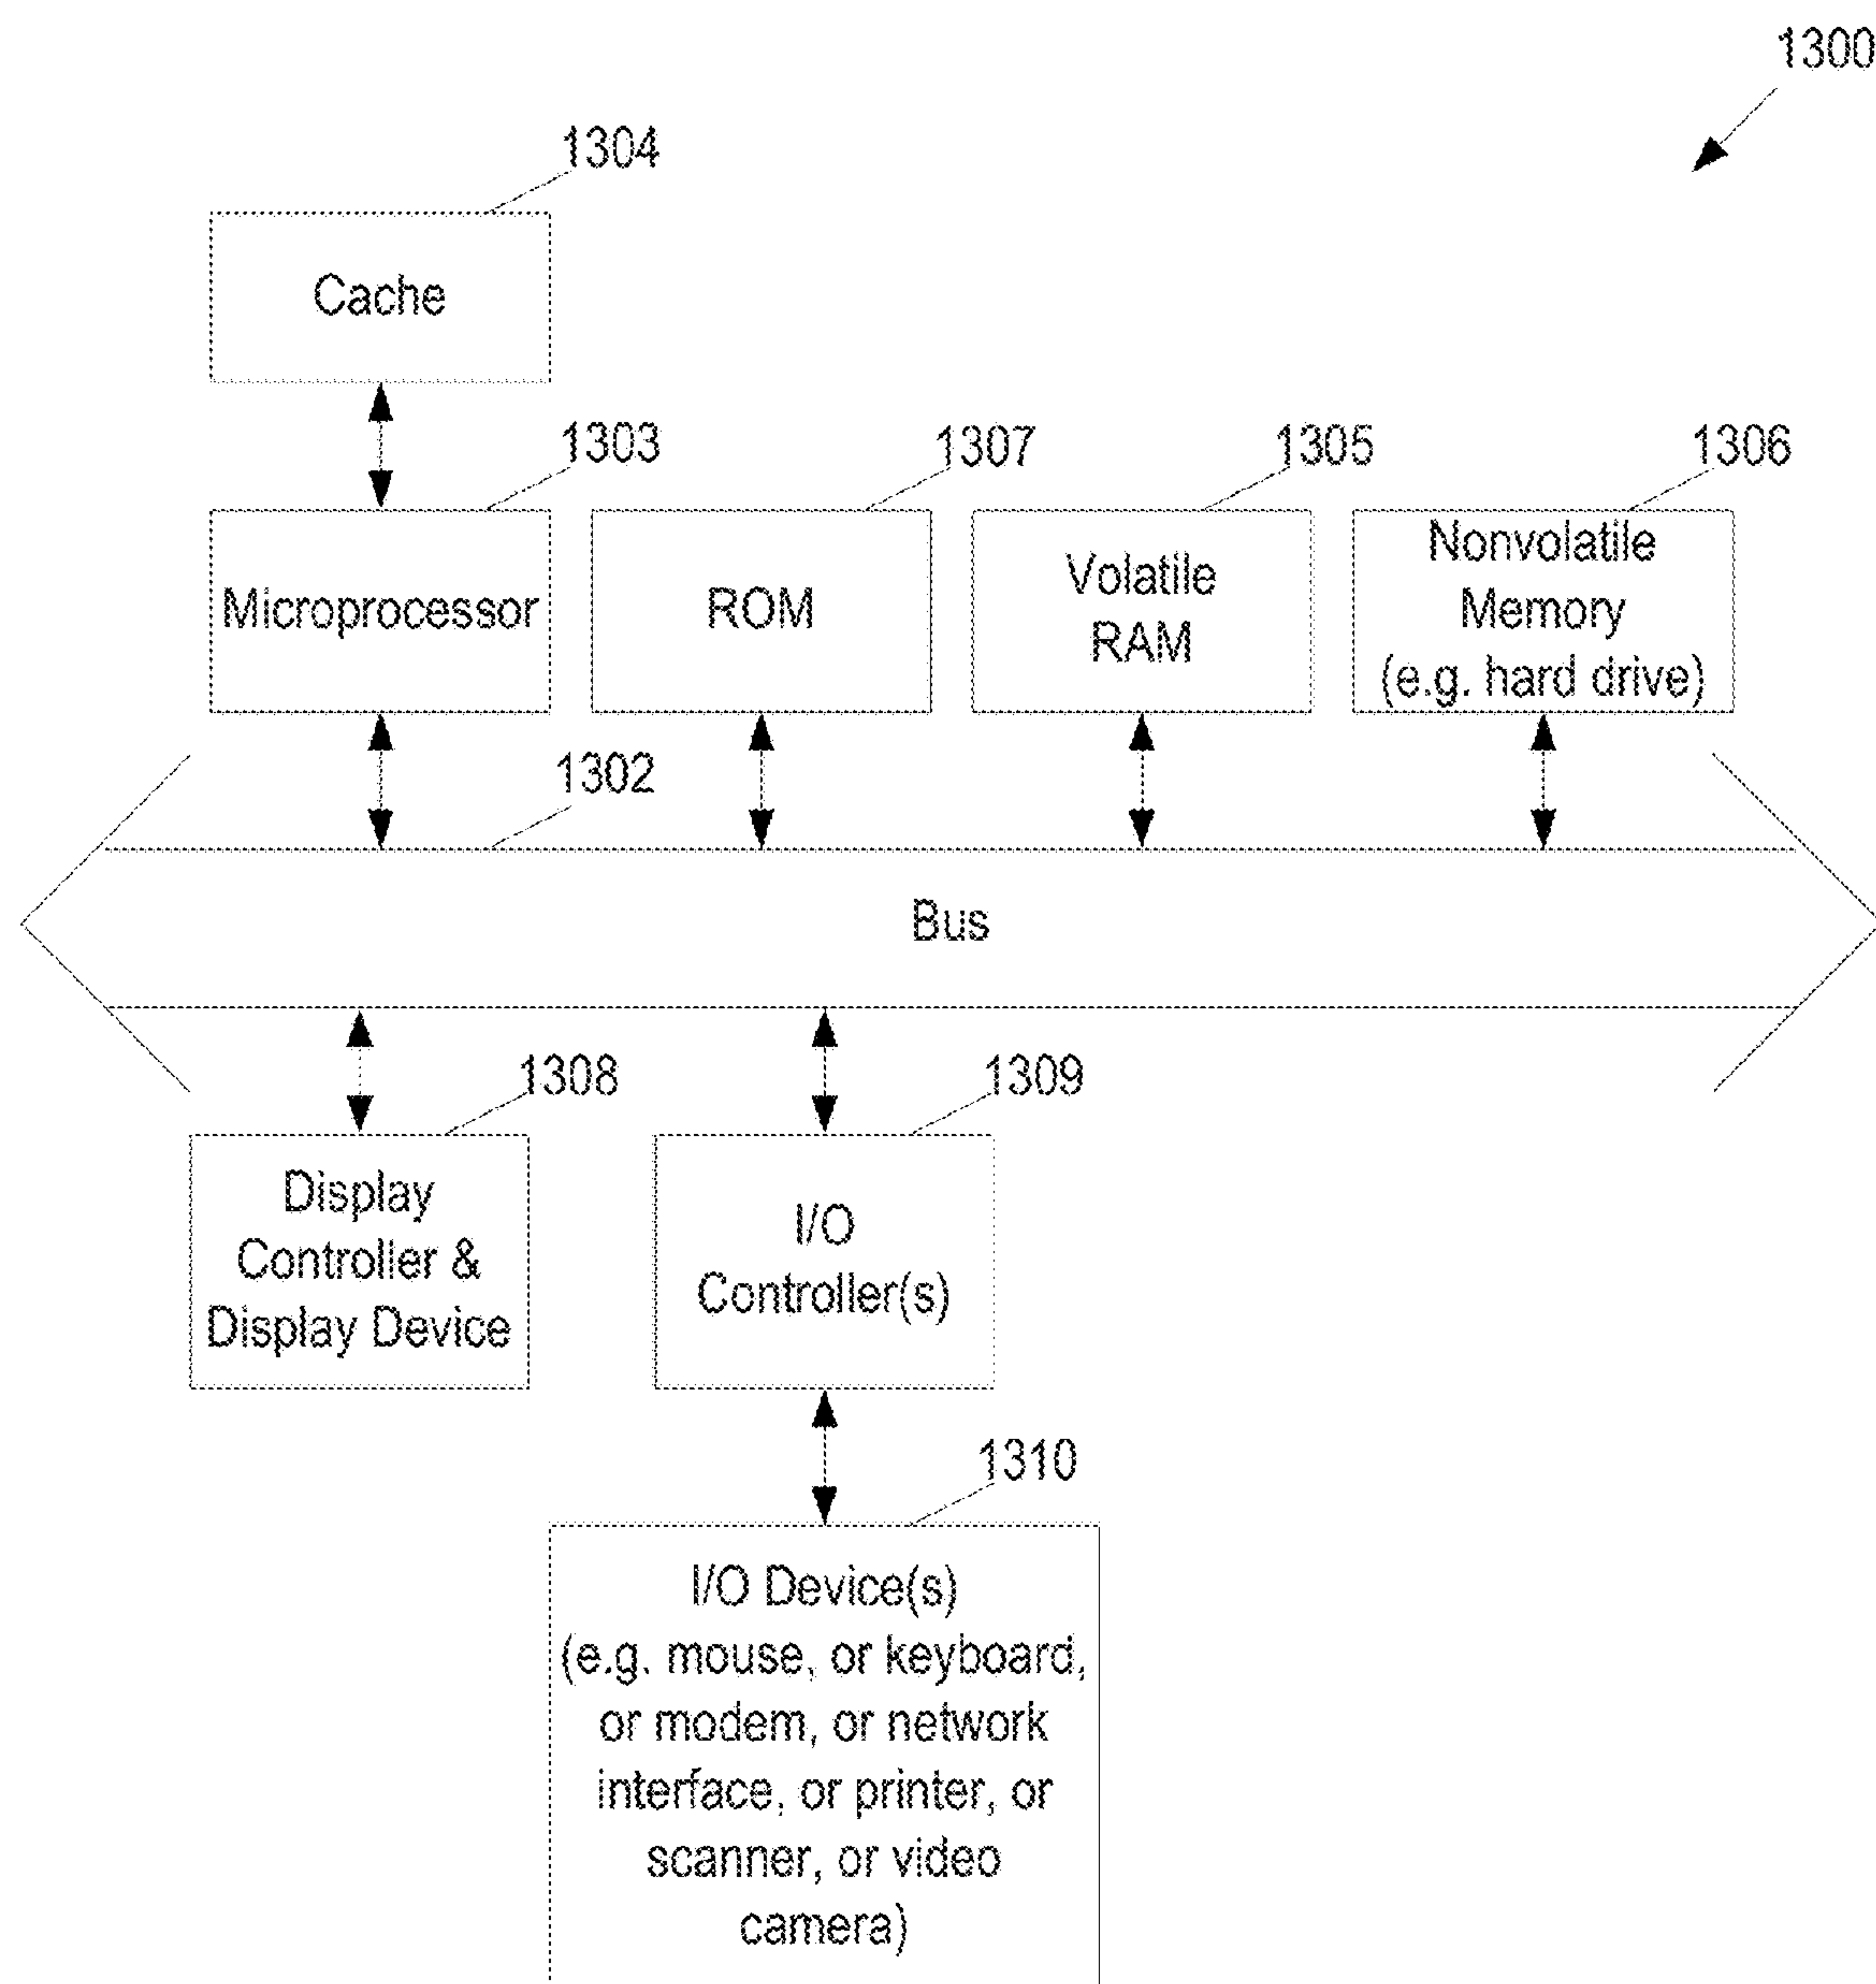 1300
1304
Cache
1303
1307
1305
1306
Microprocessor
ROM
Volatile
RAM
Nonvolatile
Memory
(e.g. hard drive)
1302
Bus
1308
1309
Display
Controller &
Display Device
I/O
Controller(s)
1310
I/O Device(s)
(e.g. mouse, or keyboard,
or modem, or network
interface, or printer, or
scanner, or video
camera)